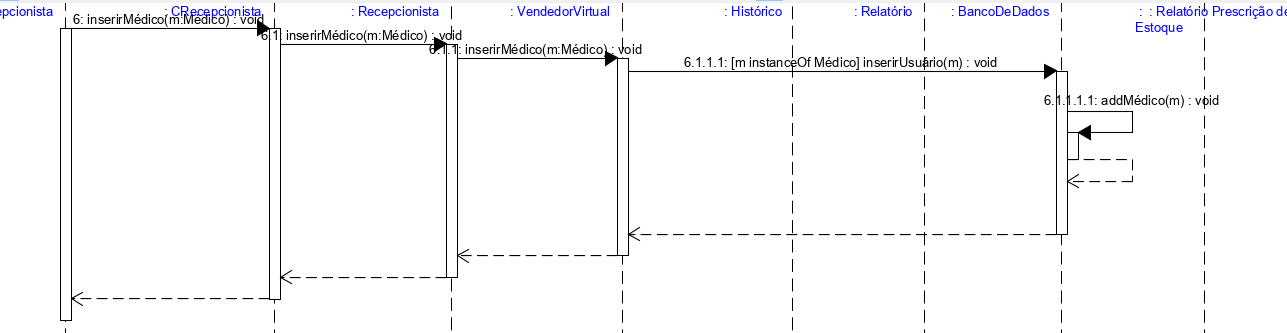 epcionista
: CRecepcionista
: Recepcionista
: VendedorVirtual
: Histórico
: Relatório
: BancoDeDados
: : Relatório Prescrição de
Estoque
6: inserirMédico(m:Médico) : void
6.1: inserirMédico(m:Médico) : void
6.1.1: inserirMédico(m:Médico) : void
6.1.1.1: [m instanceOf Médico] inserirUsuário(m) : void
6.1.1.1.1: addMédico(m) : void